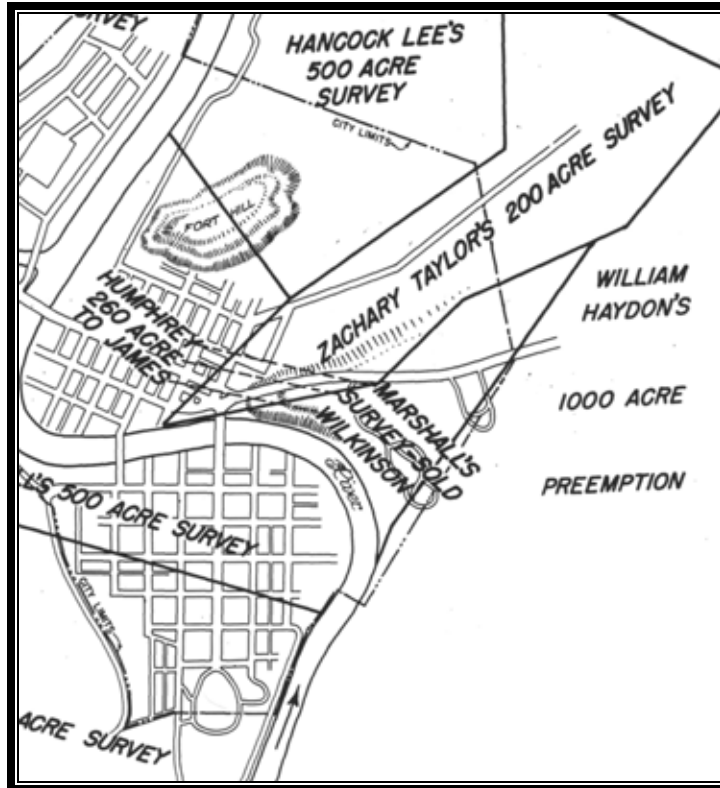 HANCOCK LEE'S
500 ACRE
SURVEY
CITY LIMITS
FORT HILL
ZACHARY TAYLOR'S 200 ACRE SURVEY
WILLIAM
HAYDON'S
1000 ACRE
PREEMPTION
HUMPHREY MARSHALL'S
260 ACRE SURVEY-SOLD
TO JAMES WILKINSON
River
500 ACRE SURVEY
CITY LIMITS
ACRE SURVEY